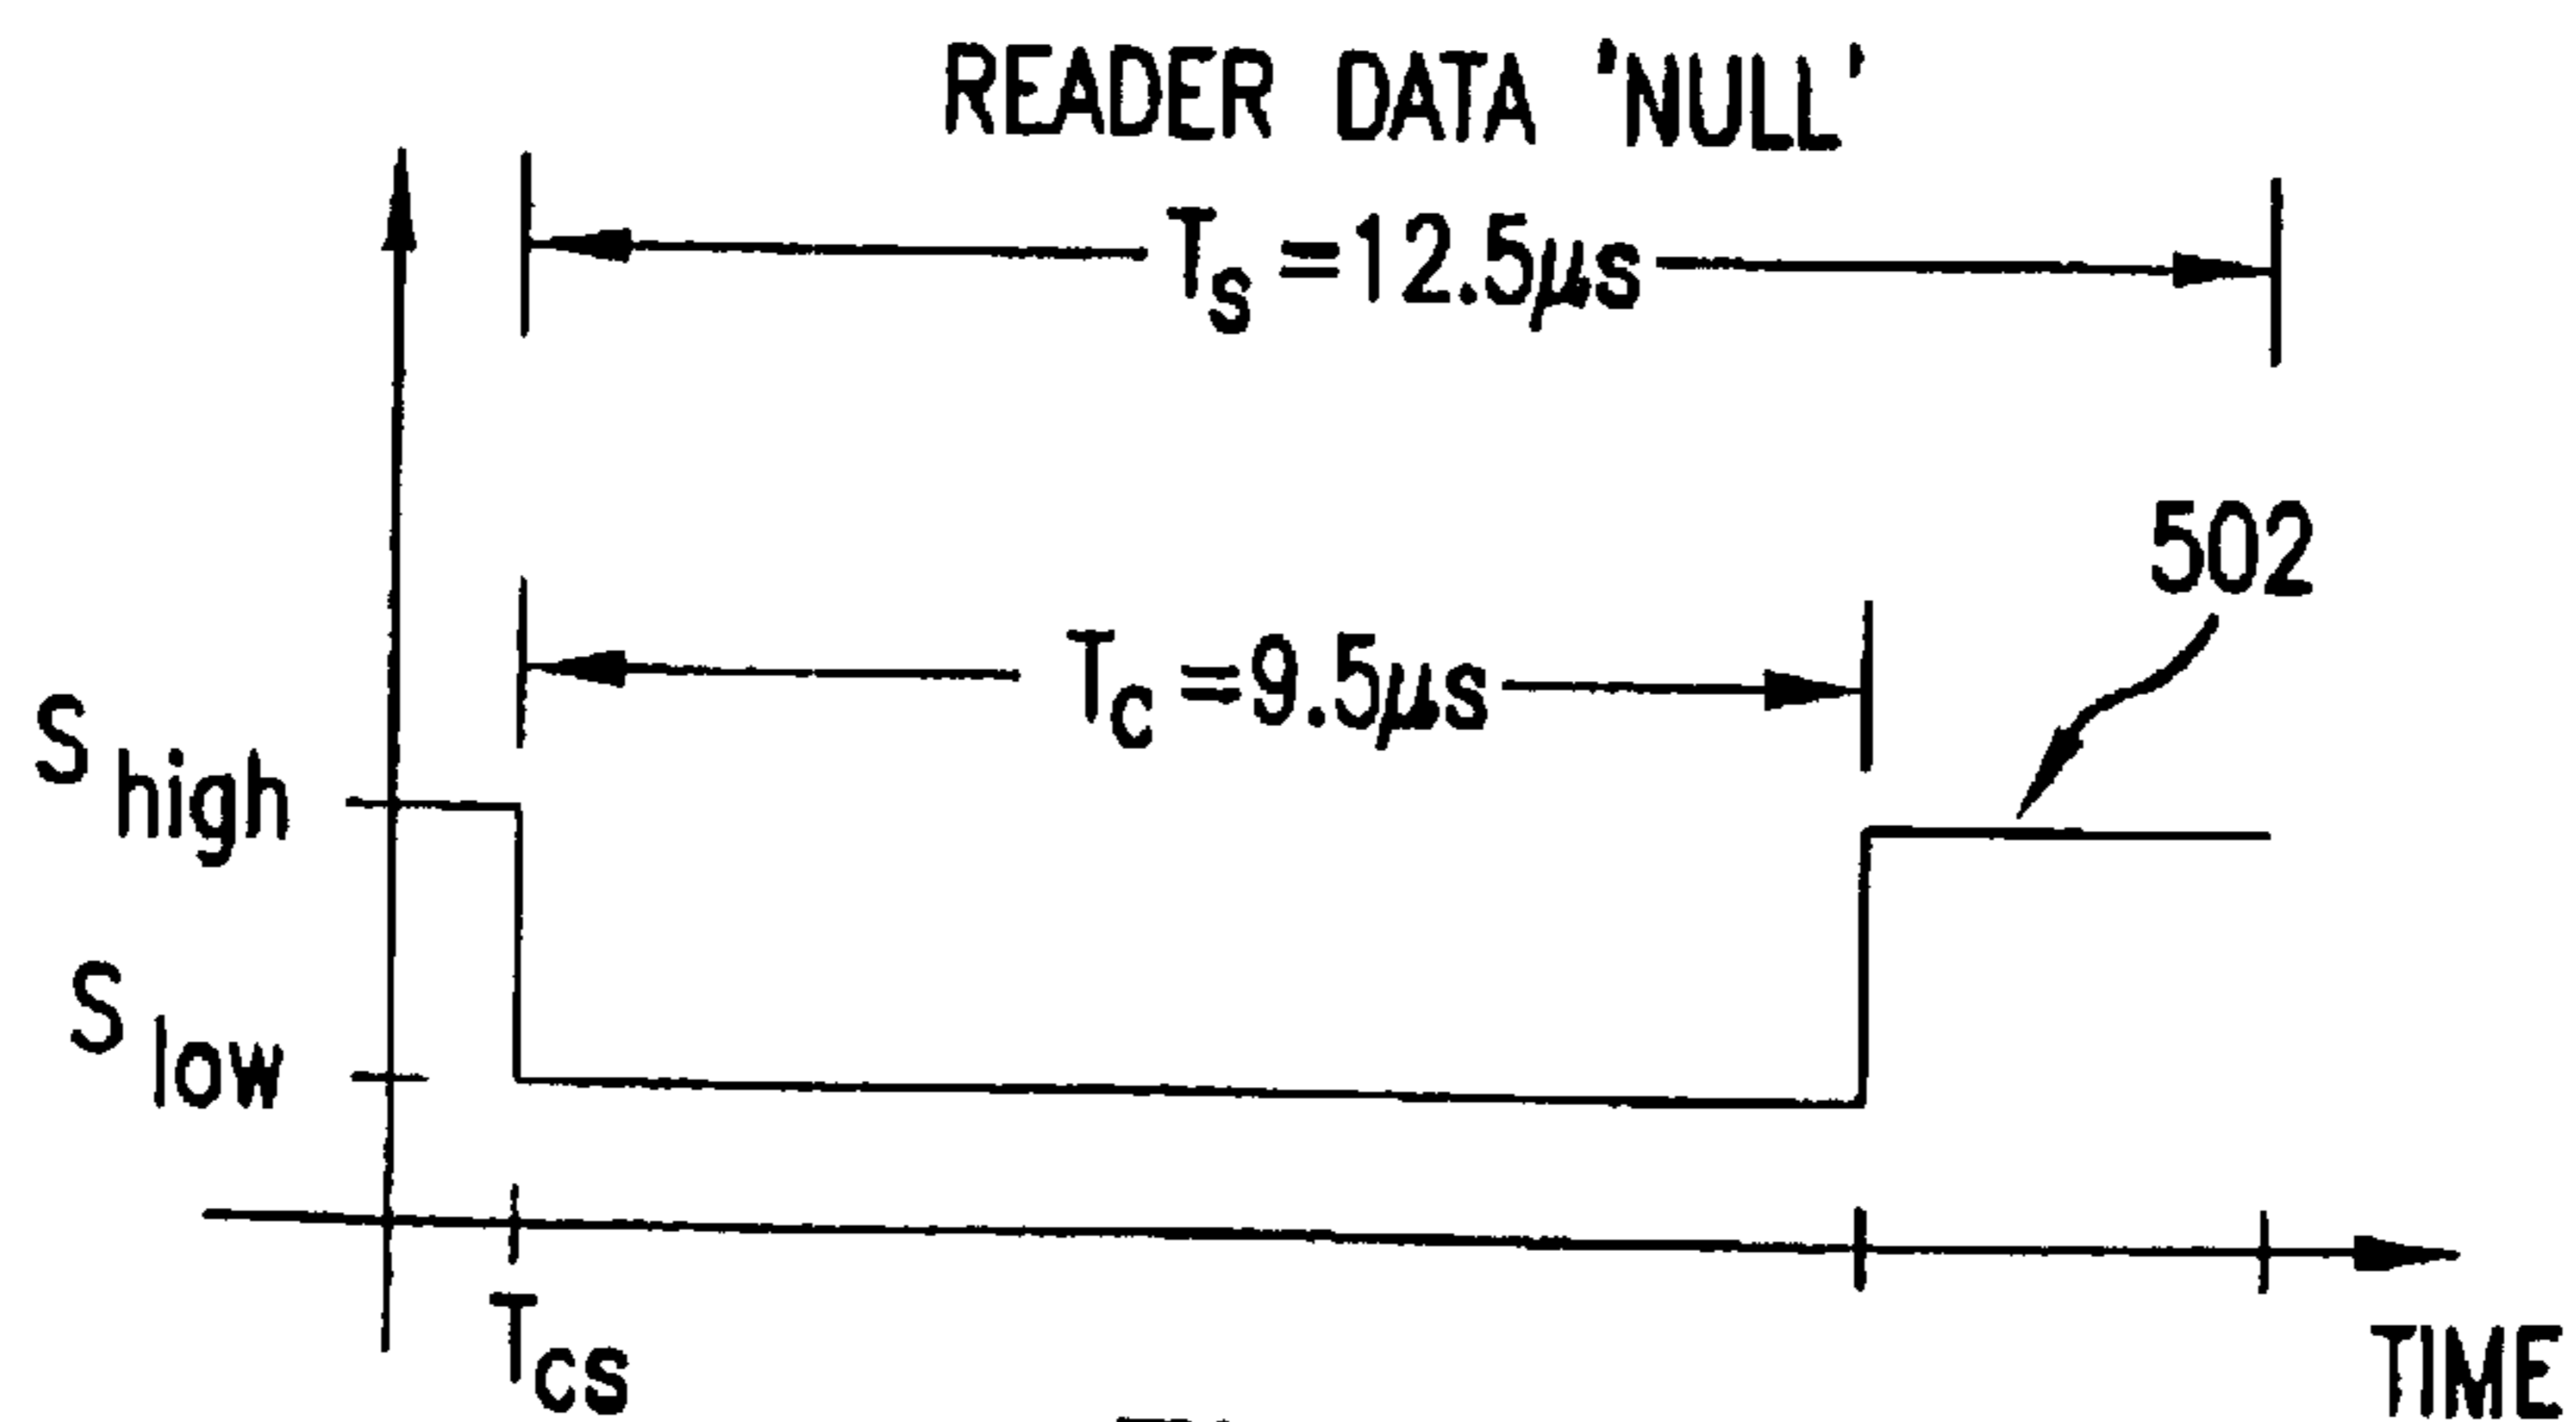 READER DATA 'NULL'
Ts =12.5μs
502
Tc =9.5μs
S high
S low
Tcs
TIME